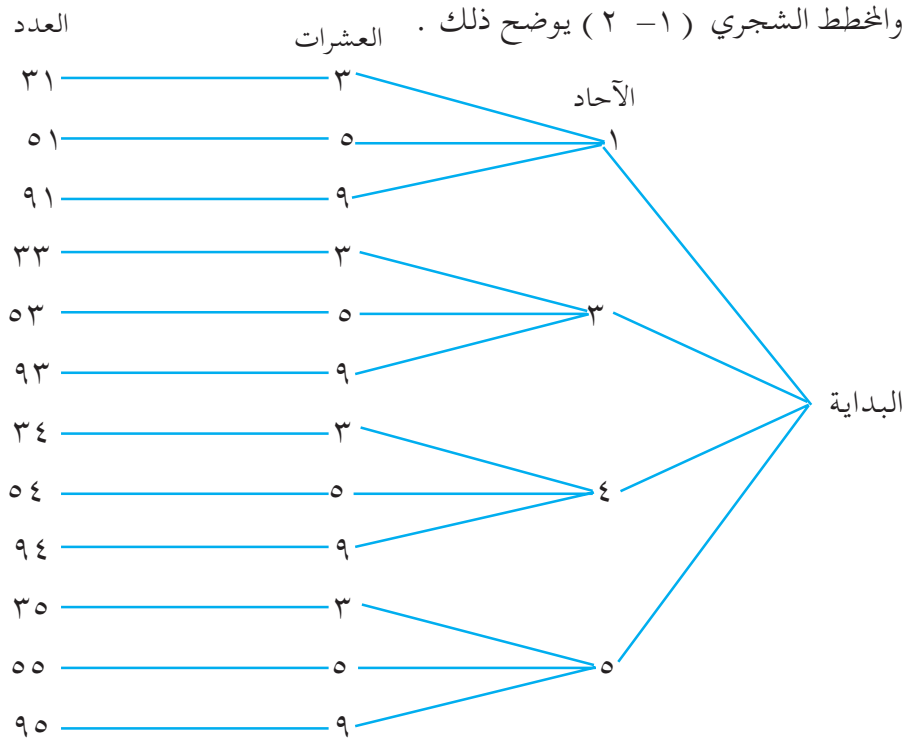 والمخطط الشجري (١– ٢) يوضح ذلك .
الآحاد العشرات العدد
٣ ٣١
١ ٥ ٥١
٩ ٩١
٣ ٣٣
٣ ٥ ٥٣
٩ ٩٣
البداية
٣ ٣٤
٤ ٥ ٥٤
٩ ٩٤
٣ ٣٥
٥ ٥ ٥٥
٩ ٩٥